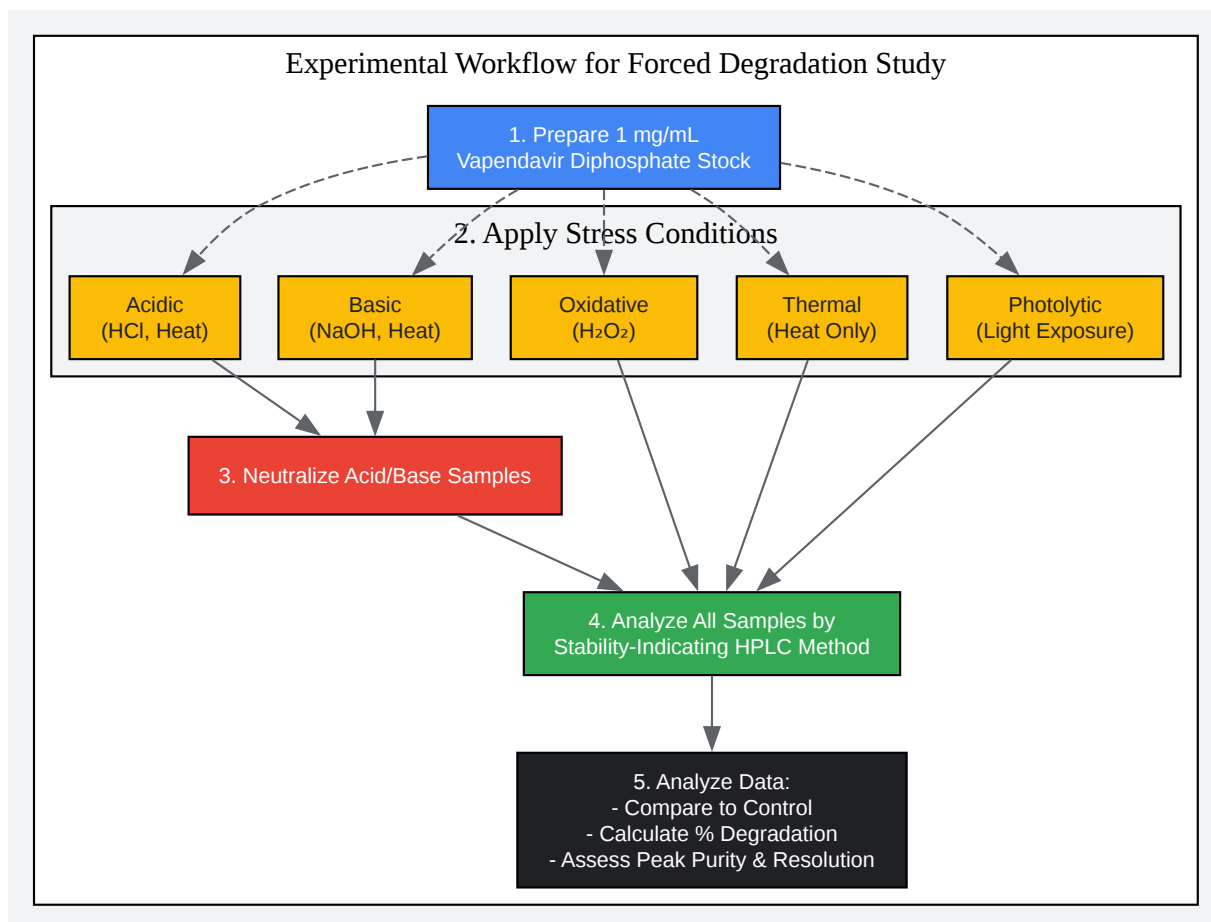 Experimental Workflow for Forced Degradation Study
1. Prepare 1 mg/mL
Vapendavir Diphosphate Stock
2. Apply Stress Conditions
Acidic
(HCl, Heat)
Basic
(NaOH, Heat)
Oxidative
(H₂O₂)
Thermal
(Heat Only)
Photolytic
(Light Exposure)
3. Neutralize Acid/Base Samples
4. Analyze All Samples by
Stability-Indicating HPLC Method
5. Analyze Data:
- Compare to Control
- Calculate % Degradation
- Assess Peak Purity & Resolution